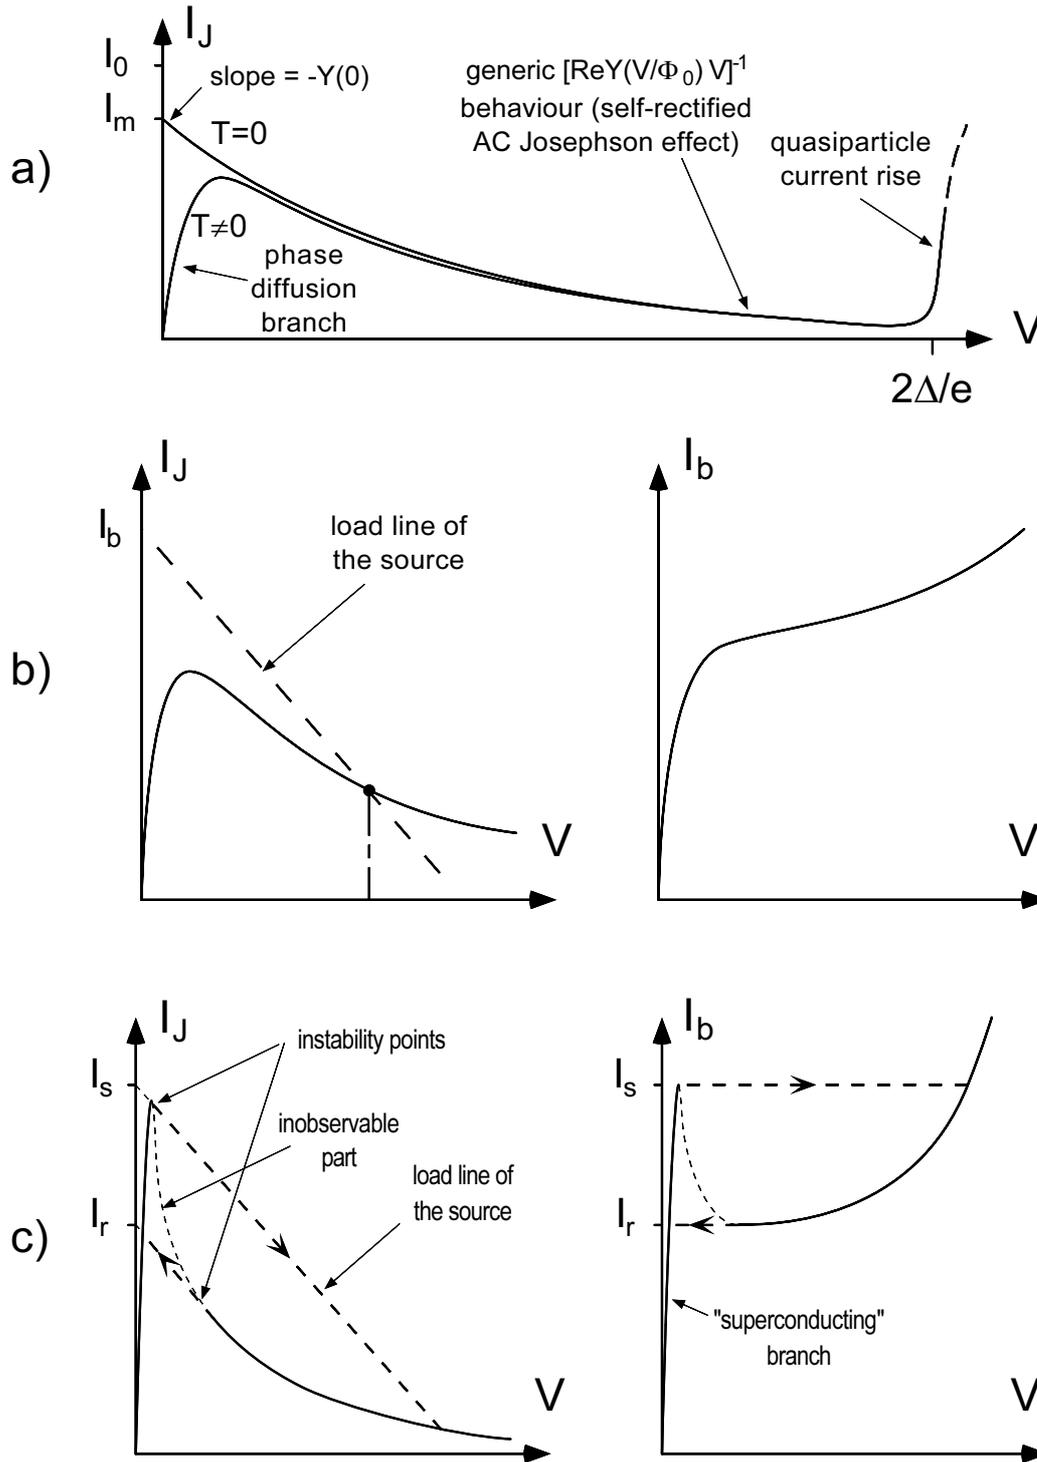 a)
I_J
I_0
I_m
slope = -Y(0)
T=0
T≠0
phase
diffusion
branch
generic [ReY(V/Φ_0) V]^-1
behaviour (self-rectified
AC Josephson effect)
quasiparticle
current rise
V
2Δ/e
b)
I_J
I_b
load line of
the source
V
I_b
V
c)
I_J
I_s
I_r
instability points
inobservable
part
load line of
the source
V
I_b
I_s
I_r
"superconducting"
branch
V